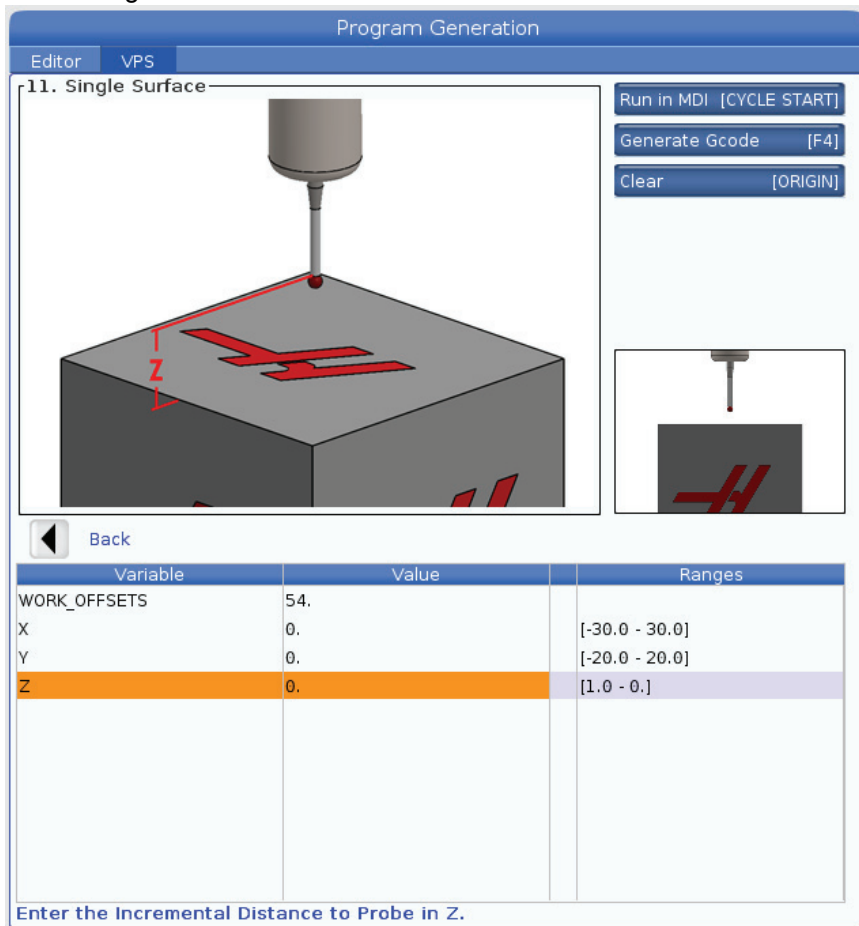 Program Generation
Editor VPS
11. Single Surface
Run in MDI [CYCLE START]
Generate Gcode [F4]
Clear [ORIGIN]
Z
Back
Variable Value Ranges
WORK_OFFSETS 54.
X 0. [-30.0 - 30.0]
Y 0. [-20.0 - 20.0]
Z 0. [1.0 - 0.]
Enter the Incremental Distance to Probe in Z.